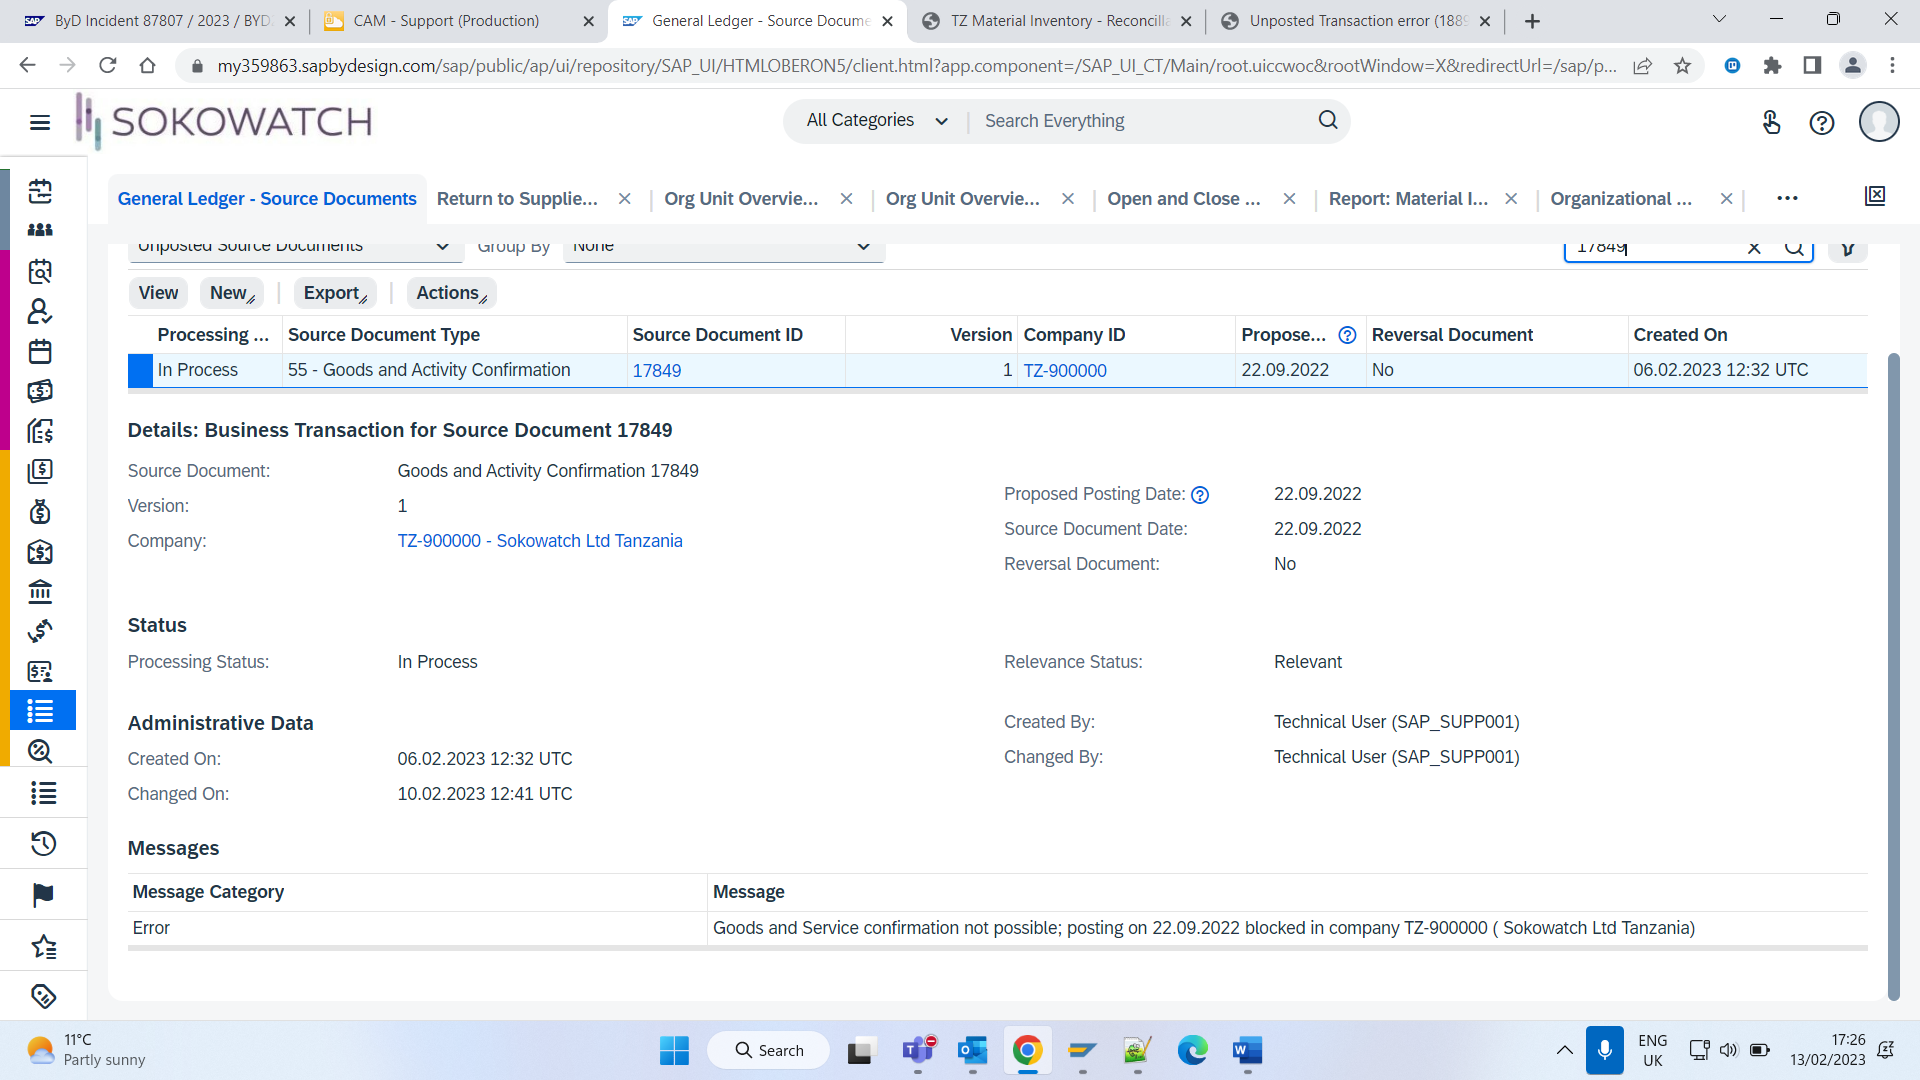 ByD Incident 87807 / 2023 / BYD
CAM - Support (Production)
General Ledger - Source Docume
TZ Material Inventory - Reconcilla
Unposted Transaction error (1889
my359863.sapbydesign.com/sap/public/ap/ui/repository/SAP_UI/HTMLOBERON5/client.html?app.component=/SAP_UI_CT/Main/root.uiccwoc&rootWindow=X&redirectUrl=/sap/p...
SOKOWATCH
All Categories
Search Everything
General Ledger - Source Documents
Return to Supplie...
Org Unit Overvie...
Org Unit Overvie...
Open and Close ...
Report: Material I...
Organizational ...
Unposted Source Documents
Group By
None
17849
View
New
Export
Actions
Processing ...
Source Document Type
Source Document ID
Version
Company ID
Propose...
Reversal Document
Created On
In Process
55 - Goods and Activity Confirmation
17849
1
TZ-900000
22.09.2022
No
06.02.2023 12:32 UTC
Details: Business Transaction for Source Document 17849
Source Document:
Goods and Activity Confirmation 17849
Version:
1
Company:
TZ-900000 - Sokowatch Ltd Tanzania
Proposed Posting Date:
22.09.2022
Source Document Date:
22.09.2022
Reversal Document:
No
Status
Processing Status:
In Process
Relevance Status:
Relevant
Administrative Data
Created On:
06.02.2023 12:32 UTC
Changed On:
10.02.2023 12:41 UTC
Created By:
Technical User (SAP_SUPP001)
Changed By:
Technical User (SAP_SUPP001)
Messages
Message Category
Message
Error
Goods and Service confirmation not possible; posting on 22.09.2022 blocked in company TZ-900000 ( Sokowatch Ltd Tanzania)
11°C
Partly sunny
Search
ENG
UK
17:26
13/02/2023